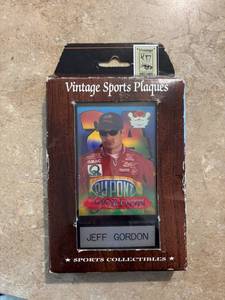 Vintage Sports Plaques
DUPONT
JEFF GORDON
★ SPORTS COLLECTIBLES ★